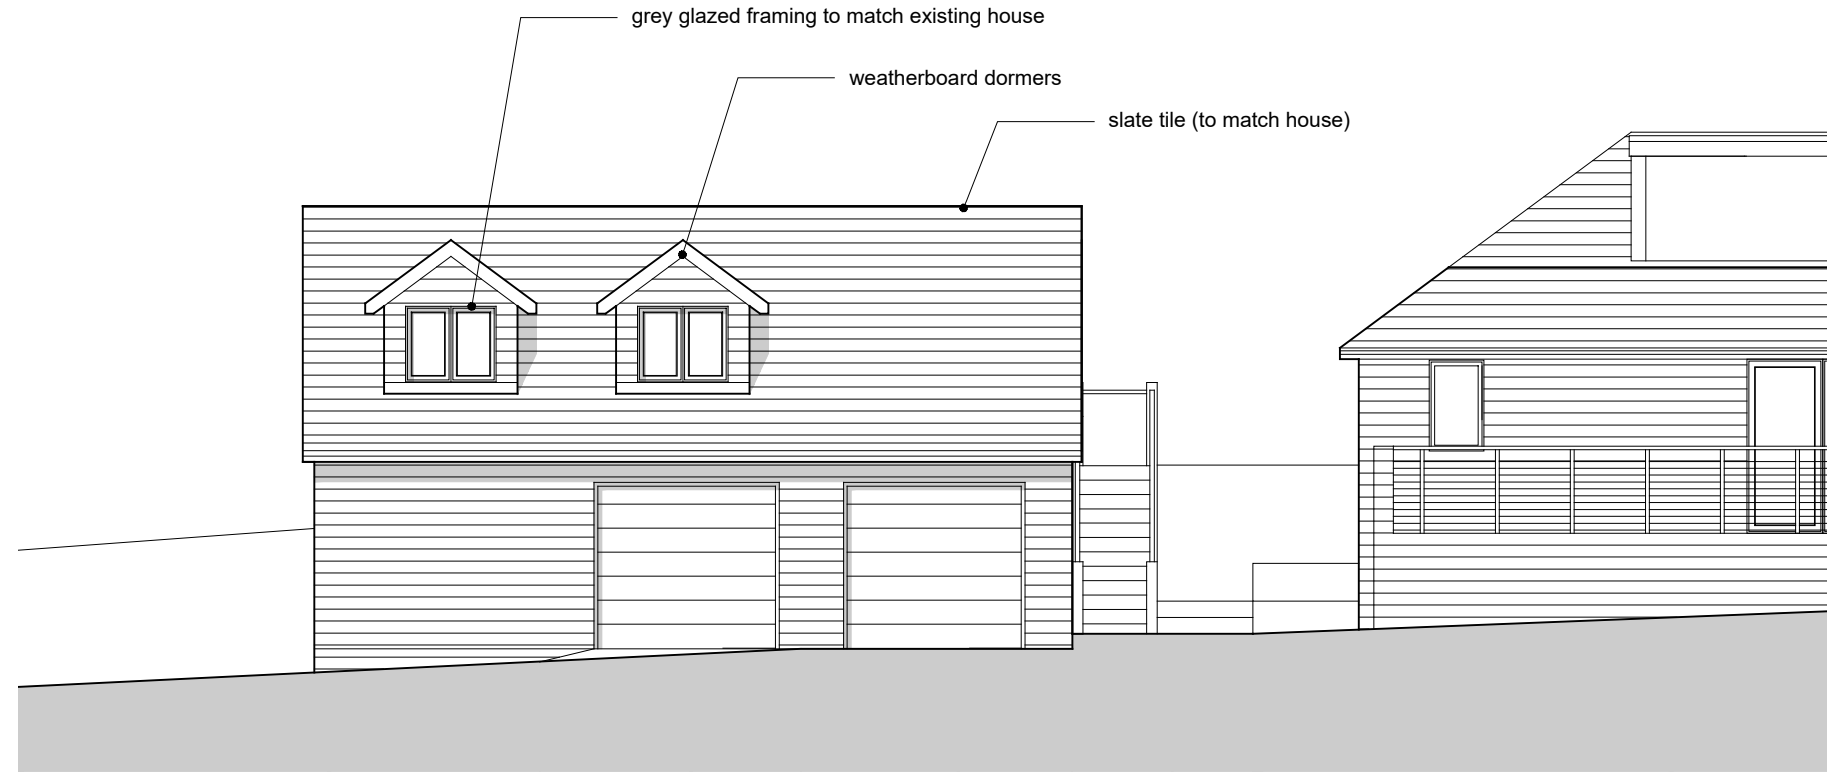 grey glazed framing to match existing house
weatherboard dormers
slate tile (to match house)